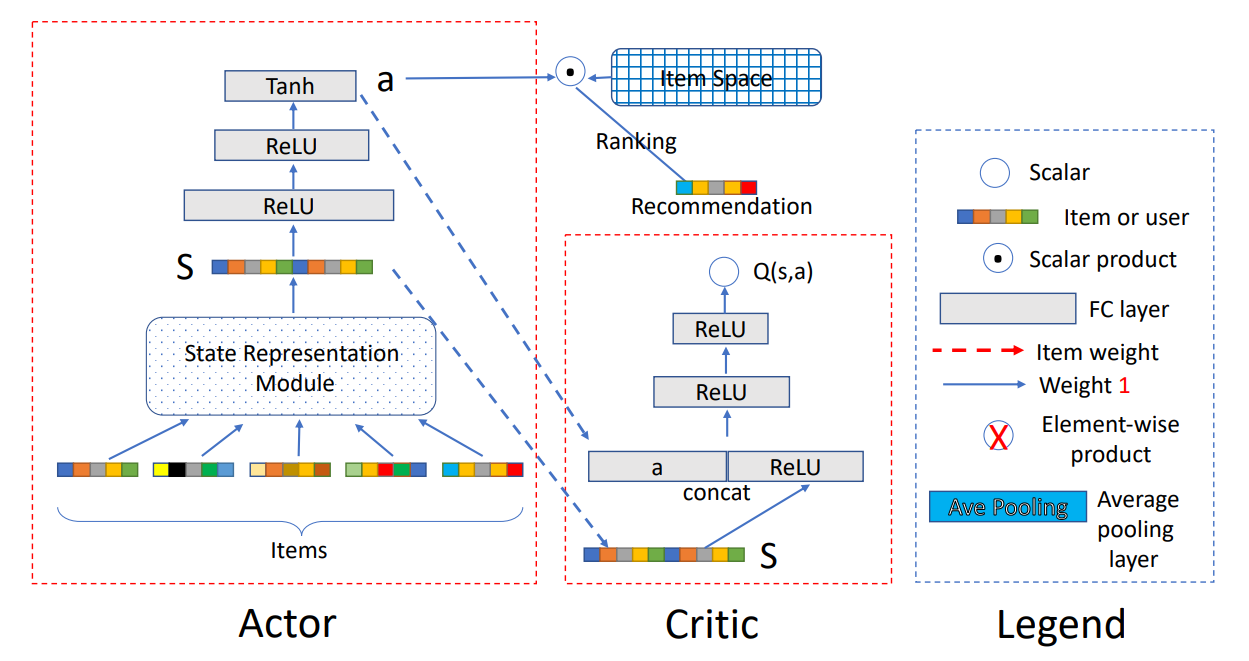 Tanh
a
ReLU
ReLU
S
State Representation
Module
Items
Actor
Item Space
Ranking
Recommendation
Q(s,a)
ReLU
ReLU
a
ReLU
concat
S
Critic
Scalar
Item or user
Scalar product
FC layer
Item weight
Weight 1
X
Element-wise
product
Ave Pooling
Average
pooling
layer
Legend